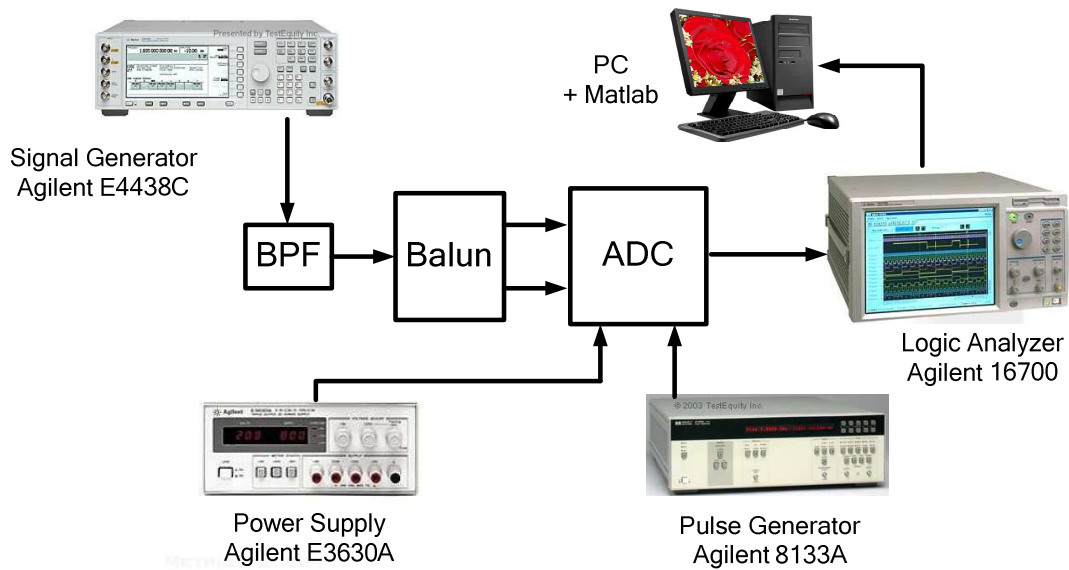 Presented by TestEquity Inc.
PC
+ Matlab
Signal Generator
Agilent E4438C
BPF
Balun
ADC
Logic Analyzer
Agilent 16700
© 2003 TestEquity Inc.
Agilent
Power Supply
Agilent E3630A
Pulse Generator
Agilent 8133A